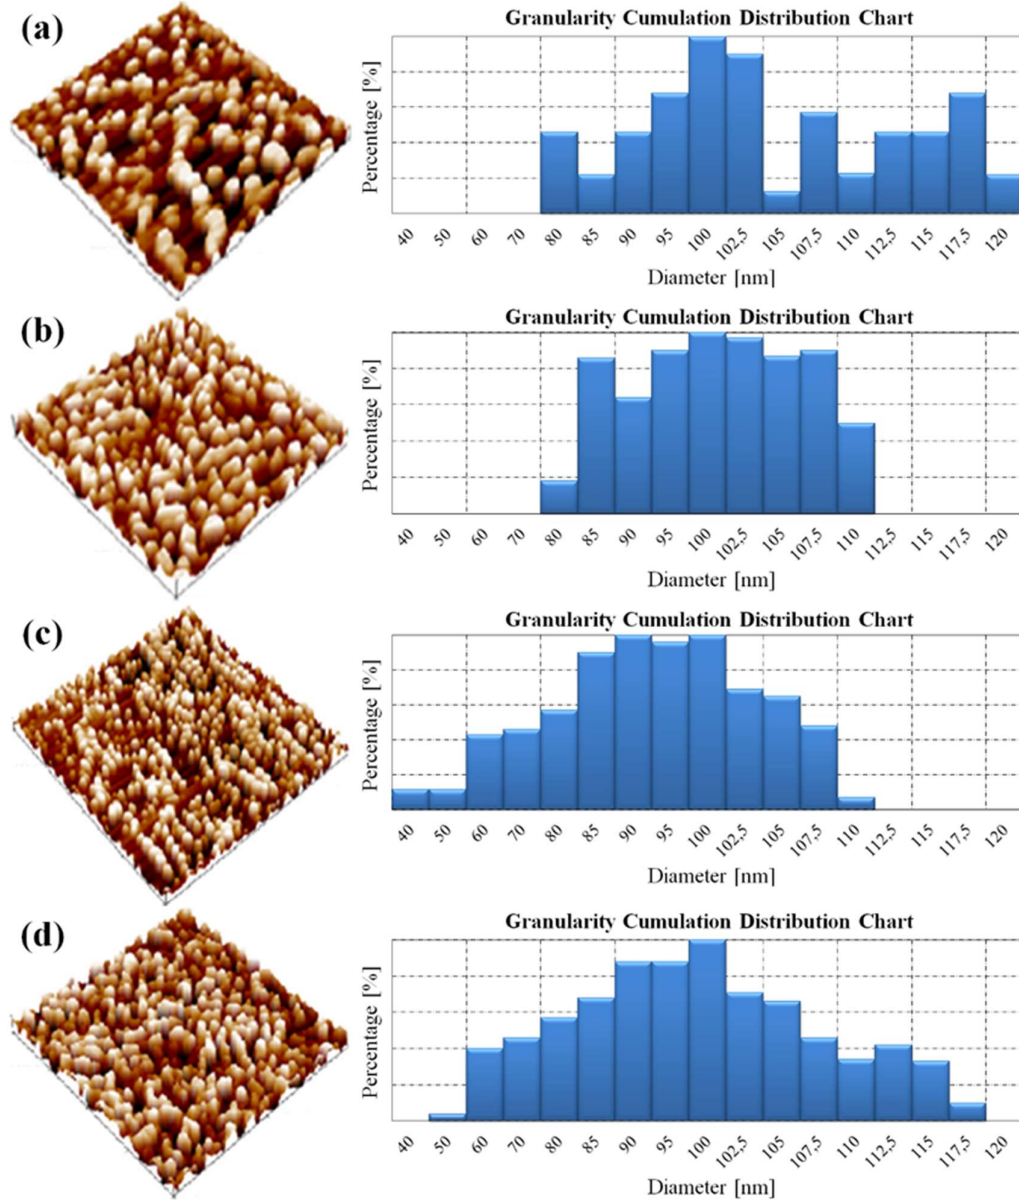 (a)
Granularity Cumulation Distribution Chart
Percentage [%]
40 50 60 70 80 85 90 95 100 102,5 105 107,5 110 112,5 115 117,5 120
Diameter [nm]
(b)
Granularity Cumulation Distribution Chart
Percentage [%]
40 50 60 70 80 85 90 95 100 102,5 105 107,5 110 112,5 115 117,5 120
Diameter [nm]
(c)
Granularity Cumulation Distribution Chart
Percentage [%]
40 50 60 70 80 85 90 95 100 102,5 105 107,5 110 112,5 115 117,5 120
Diameter [nm]
(d)
Granularity Cumulation Distribution Chart
Percentage [%]
40 50 60 70 80 85 90 95 100 102,5 105 107,5 110 112,5 115 117,5 120
Diameter [nm]